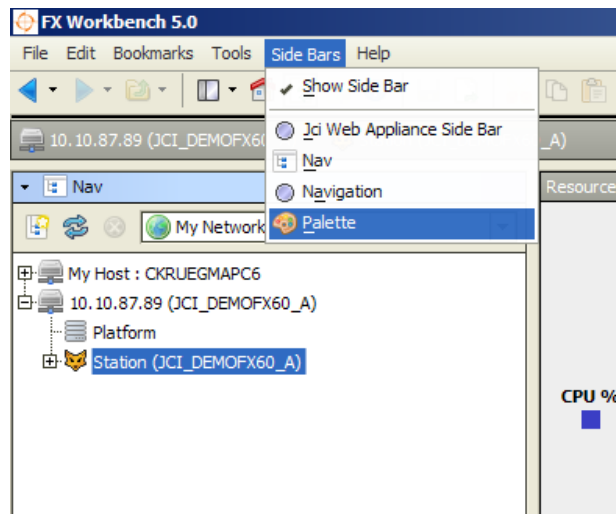 FX Workbench 5.0
File Edit Bookmarks Tools Side Bars Help
Show Side Bar
10.10.87.89 (JCI_DEMOFX6
_A)
Jci Web Appliance Side Bar
Nav
Nav
Resource
Navigation
My Network
Palette
My Host : CKRUEGMAPC6
10.10.87.89 (JCI_DEMOFX60_A)
Platform
Station (JCI_DEMOFX60_A)
CPU %